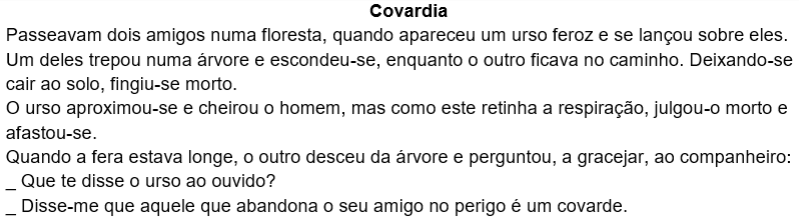 Covardia
Passeavam dois amigos numa floresta, quando apareceu um urso feroz e se lançou sobre eles.
Um deles trepou numa árvore e escondeu-se, enquanto o outro ficava no caminho. Deixando-se
cair ao solo, fingiu-se morto.
O urso aproximou-se e cheirou o homem, mas como este retinha a respiração, julgou-o morto e
afastou-se.
Quando a fera estava longe, o outro desceu da árvore e perguntou, a gracejar, ao companheiro:
_ Que te disse o urso ao ouvido?
_ Disse-me que aquele que abandona o seu amigo no perigo é um covarde.